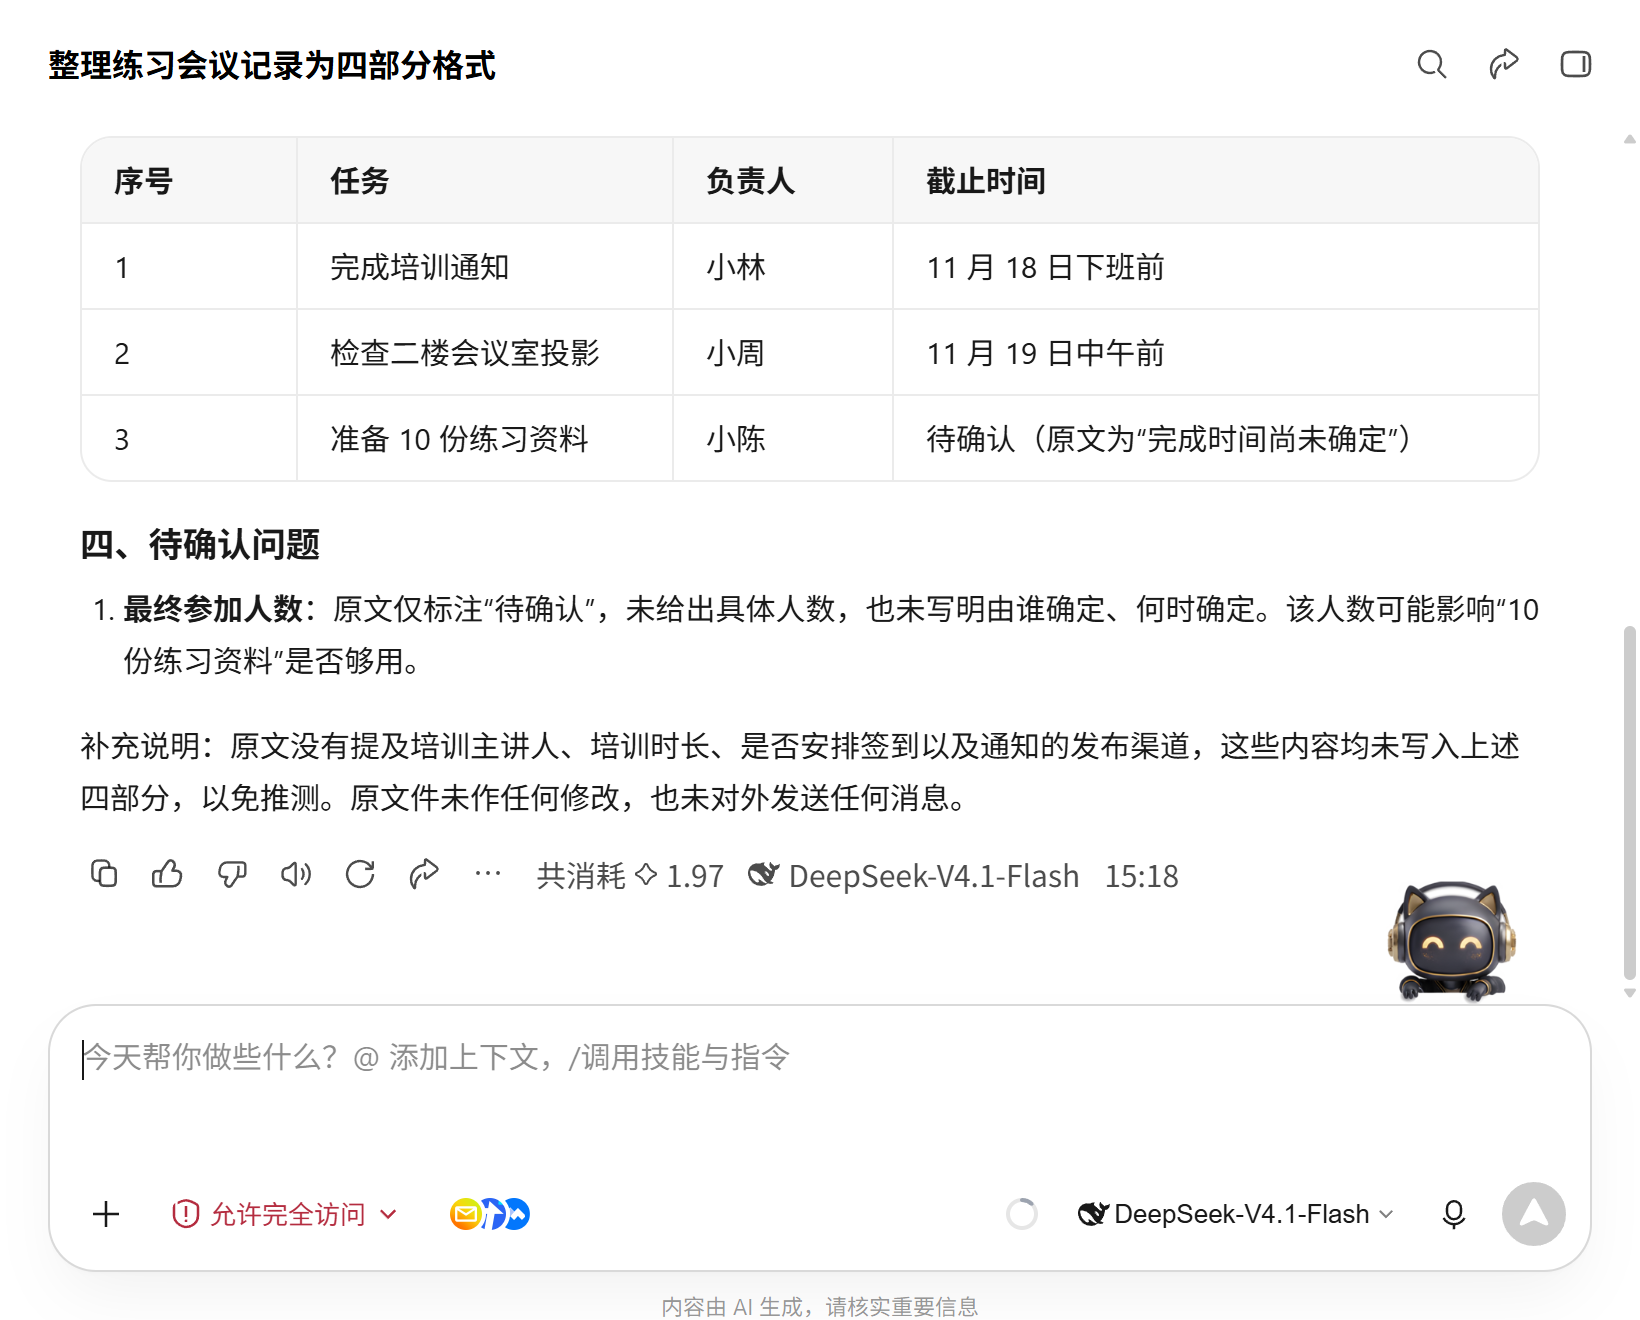 整理练习会议记录为四部分格式
序号 任务 负责人 截止时间
1 完成培训通知 小林 11 月 18 日下班前
2 检查二楼会议室投影 小周 11 月 19 日中午前
3 准备 10 份练习资料 小陈 待确认（原文为“完成时间尚未确定”）
四、待确认问题
1. 最终参加人数：原文仅标注“待确认”，未给出具体人数，也未写明由谁确定、何时确定。该人数可能影响“10
份练习资料”是否够用。
补充说明：原文没有提及培训主讲人、培训时长、是否安排签到以及通知的发布渠道，这些内容均未写入上述
四部分，以免推测。原文件未作任何修改，也未对外发送任何消息。
共消耗 1.97 DeepSeek-V4.1-Flash 15:18
今天帮你做些什么？@ 添加上下文，/调用技能与指令
允许完全访问 DeepSeek-V4.1-Flash
内容由 AI 生成，请核实重要信息